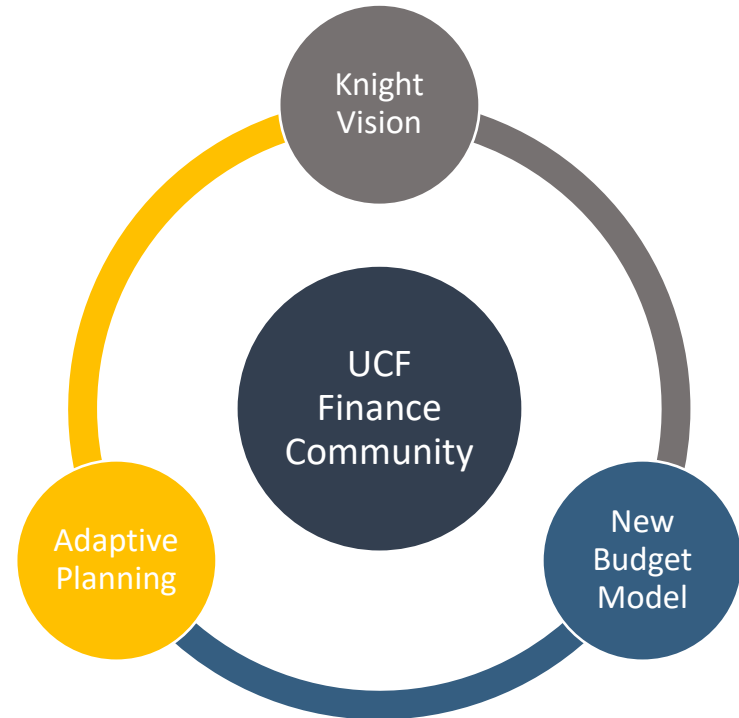 Knight
Vision
UCF
Finance
Community
Adaptive
Planning
New
Budget
Model